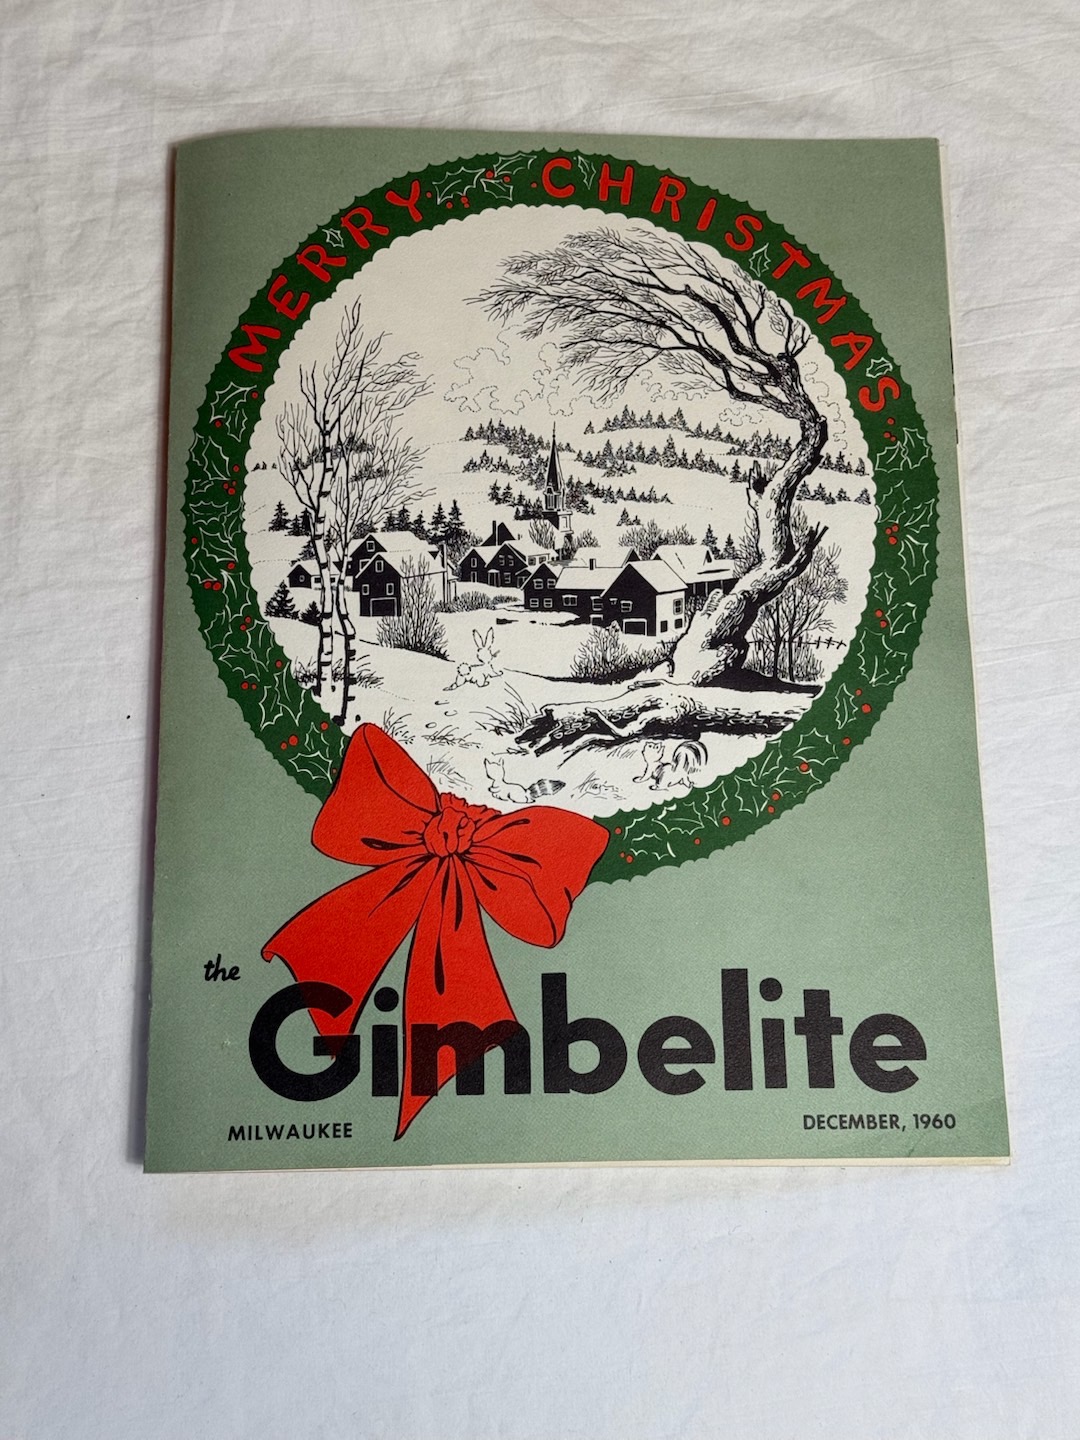 MERRY CHRISTMAS
the
Gimbelite
MILWAUKEE
DECEMBER, 1960